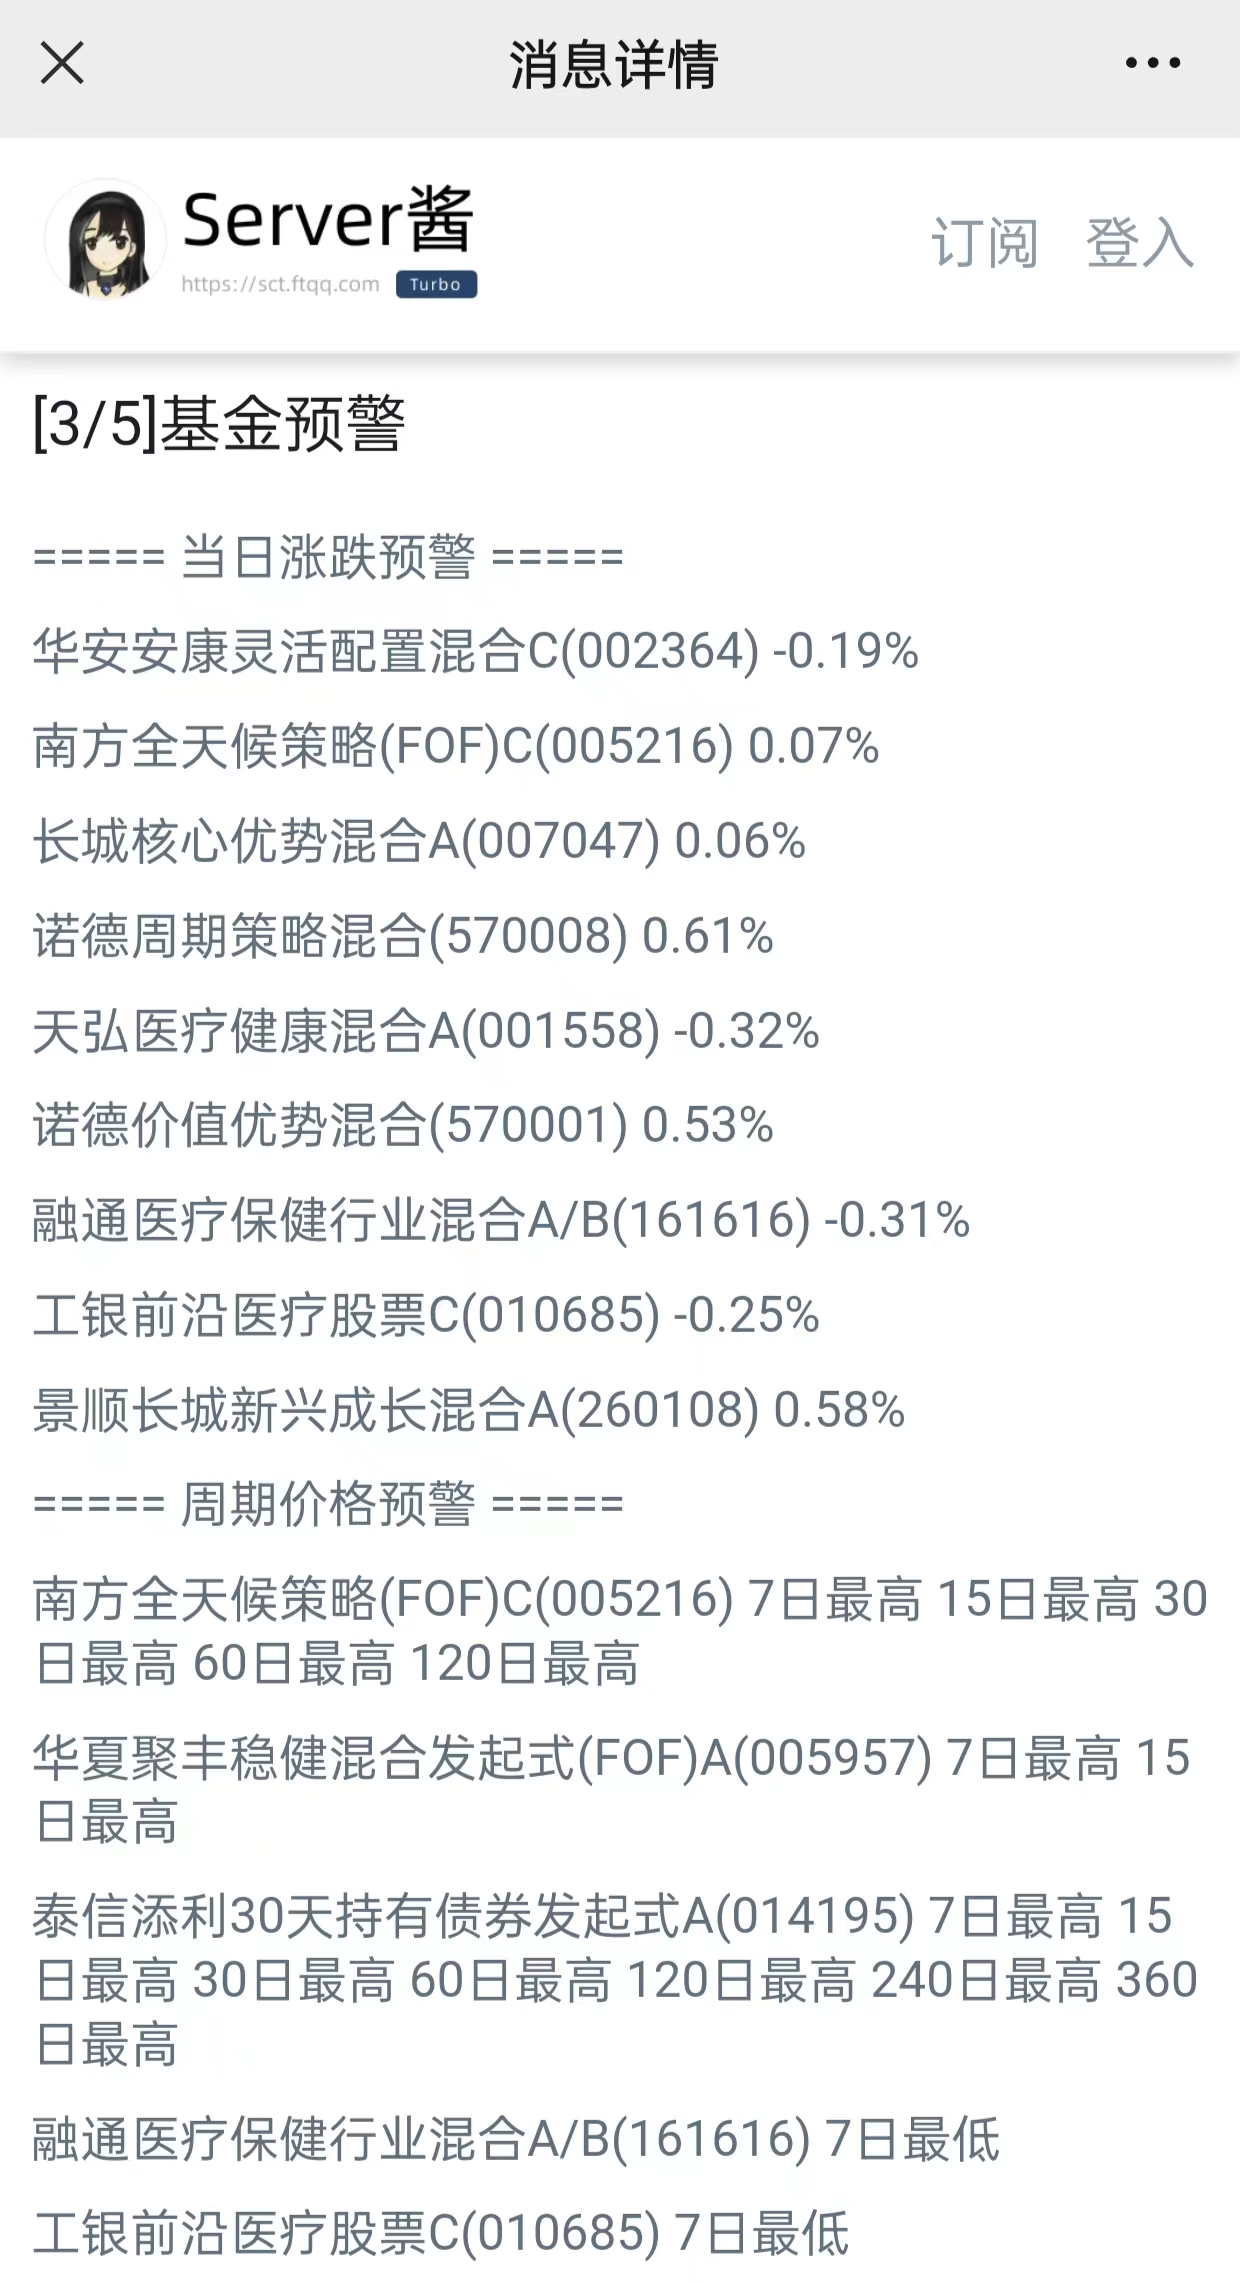 消息详情
Server酱
订阅 登入
https://sct.ftqq.com Turbo
[3/5]基金预警
===== 当日涨跌预警 =====
华安安康灵活配置混合C(002364) -0.19%
南方全天候策略(FOF)C(005216) 0.07%
长城核心优势混合A(007047) 0.06%
诺德周期策略混合(570008) 0.61%
天弘医疗健康混合A(001558) -0.32%
诺德价值优势混合(570001) 0.53%
融通医疗保健行业混合A/B(161616) -0.31%
工银前沿医疗股票C(010685) -0.25%
景顺长城新兴成长混合A(260108) 0.58%
===== 周期价格预警 =====
南方全天候策略(FOF)C(005216) 7日最高 15日最高 30
日最高 60日最高 120日最高
华夏聚丰稳健混合发起式(FOF)A(005957) 7日最高 15
日最高
泰信添利30天持有债券发起式A(014195) 7日最高 15
日最高 30日最高 60日最高 120日最高 240日最高 360
日最高
融通医疗保健行业混合A/B(161616) 7日最低
工银前沿医疗股票C(010685) 7日最低